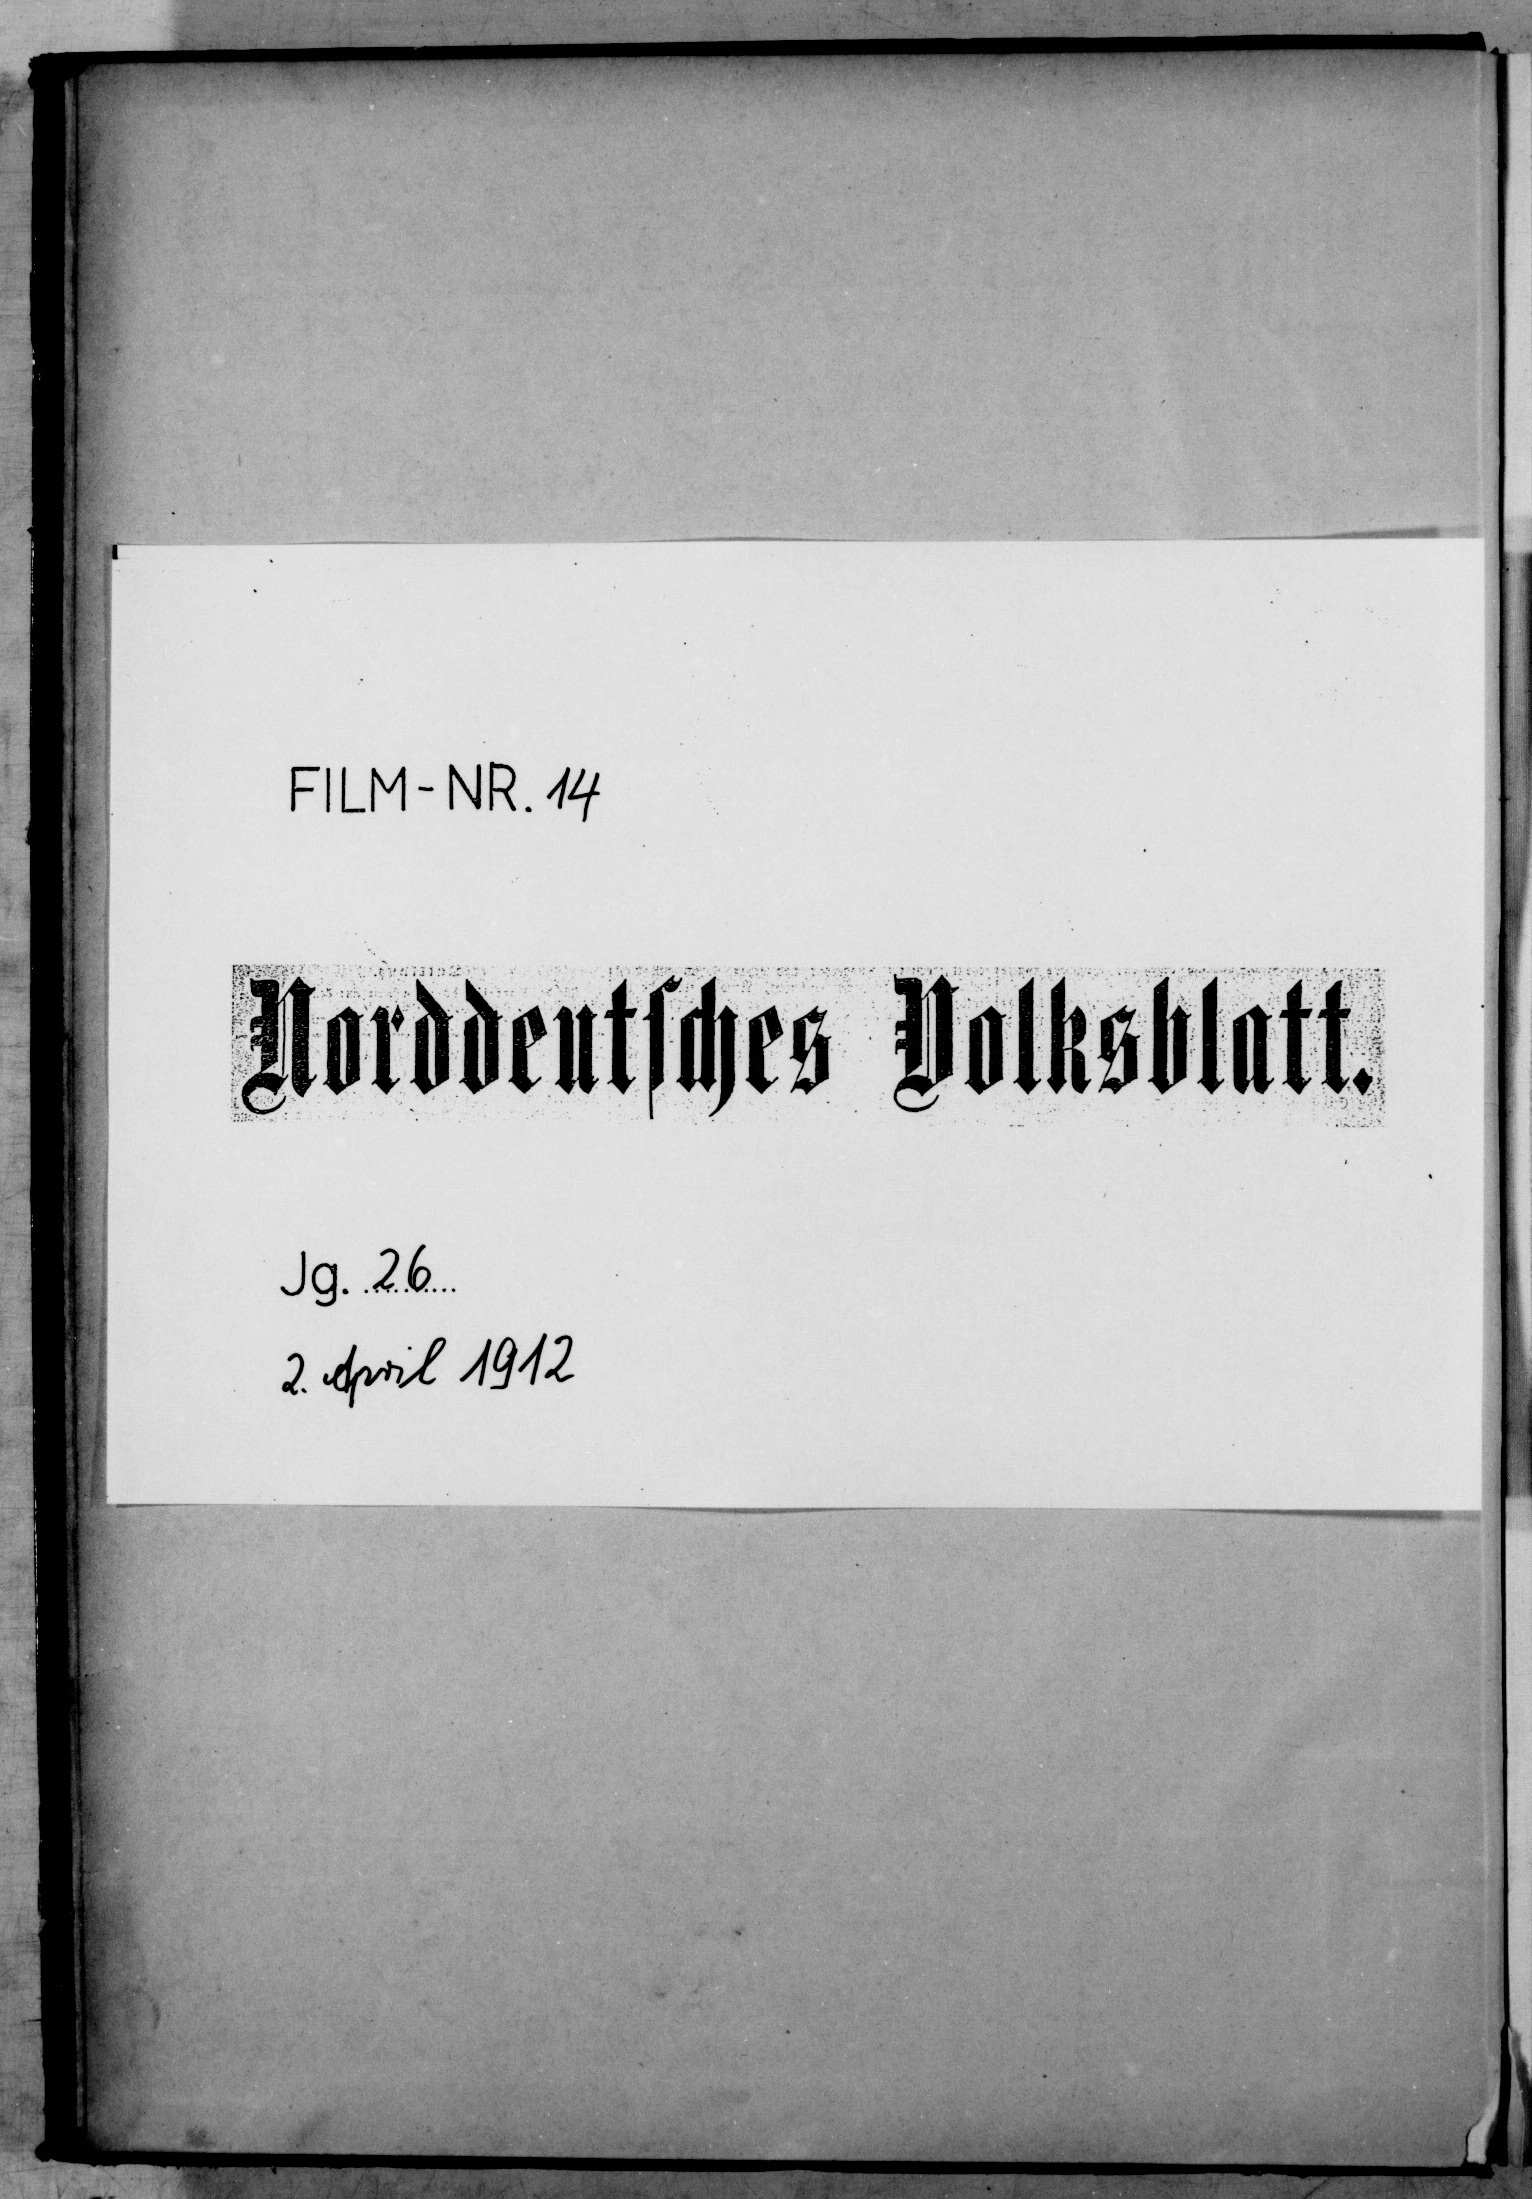 FILM-NR. 14
Norddeutſches Volksblatt.
Jg. 26
2. April 1912